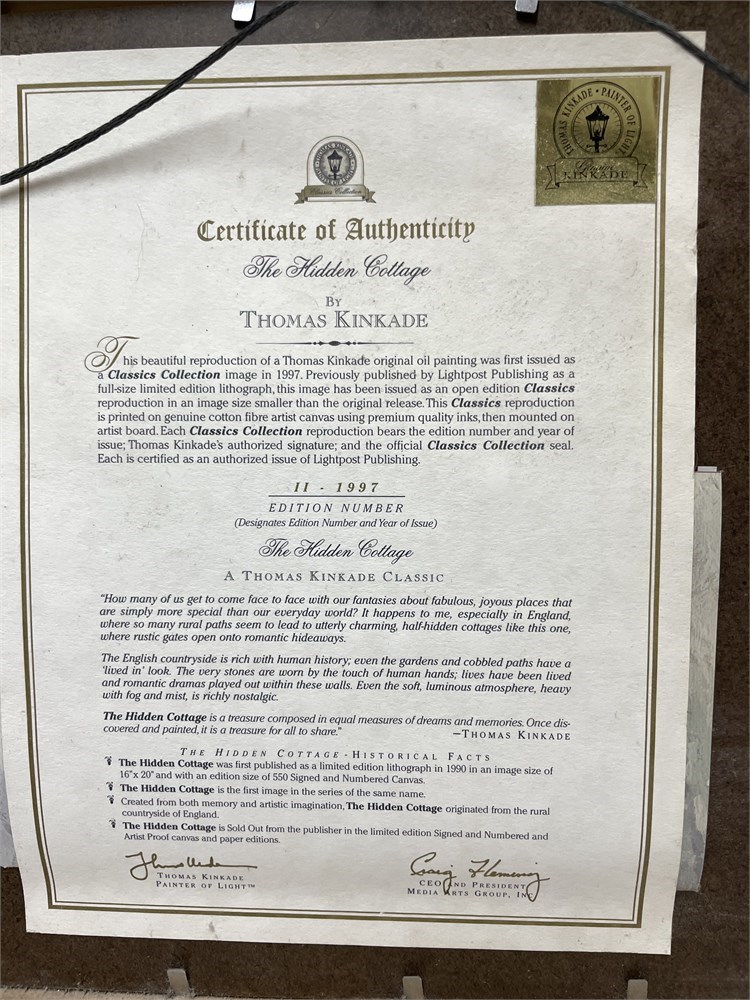 THOMAS KINKADE • PAINTER OF LIGHT
Genuine
KINKADE
THOMAS KINKADE
Classics Collection
Certificate of Authenticity
The Hidden Cottage
BY
THOMAS KINKADE
This beautiful reproduction of a Thomas Kinkade original oil painting was first issued as
a Classics Collection image in 1997. Previously published by Lightpost Publishing as a
full-size limited edition lithograph, this image has been issued as an open edition Classics
reproduction in an image size smaller than the original release. This Classics reproduction
is printed on genuine cotton fibre artist canvas using premium quality inks, then mounted on
artist board. Each Classics Collection reproduction bears the edition number and year of
issue; Thomas Kinkade's authorized signature; and the official Classics Collection seal.
Each is certified as an authorized issue of Lightpost Publishing.
II - 1997
EDITION NUMBER
(Designates Edition Number and Year of Issue)
The Hidden Cottage
A THOMAS KINKADE CLASSIC
"How many of us get to come face to face with our fantasies about fabulous, joyous places that
are simply more special than our everyday world? It happens to me, especially in England,
where so many rural paths seem to lead to utterly charming, half-hidden cottages like this one,
where rustic gates open onto romantic hideaways.
The English countryside is rich with human history; even the gardens and cobbled paths have a
'lived in' look. The very stones are worn by the touch of human hands; lives have been lived
and romantic dramas played out within these walls. Even the soft, luminous atmosphere, heavy
with fog and mist, is richly nostalgic.
The Hidden Cottage is a treasure composed in equal measures of dreams and memories. Once dis-
covered and painted, it is a treasure for all to share." —THOMAS KINKADE
THE HIDDEN COTTAGE - HISTORICAL FACTS
The Hidden Cottage was first published as a limited edition lithograph in 1990 in an image size of
16"x 20" and with an edition size of 550 Signed and Numbered Canvas.
The Hidden Cottage is the first image in the series of the same name.
Created from both memory and artistic imagination, The Hidden Cottage originated from the rural
countryside of England.
The Hidden Cottage is Sold Out from the publisher in the limited edition Signed and Numbered and
Artist Proof canvas and paper editions.
THOMAS KINKADE
PAINTER OF LIGHT™
Craig Fleming
CEO AND PRESIDENT
MEDIA ARTS GROUP, INC